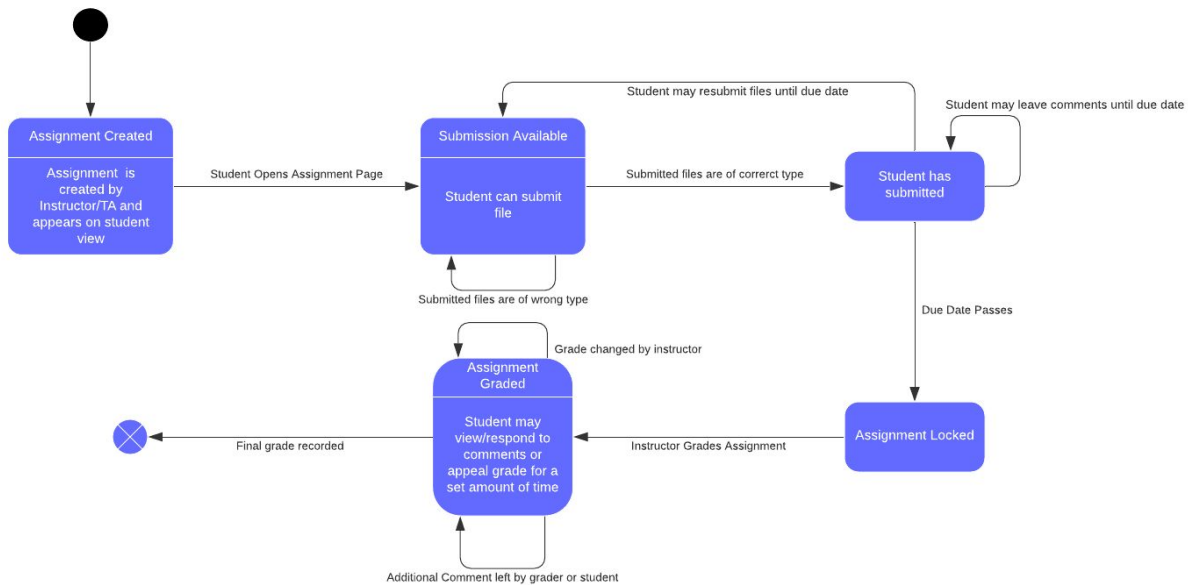 Student may resubmit files until due date
Student may leave comments until due date
Assignment Created
Assignment is
created by
Instructor/TA and
appears on student
view
Student Opens Assignment Page
Submission Available
Student can submit
file
Submitted files are of correrct type
Student has
submitted
Submitted files are of wrong type
Due Date Passes
Grade changed by instructor
Assignment
Graded
Student may
view/respond to
comments or
appeal grade for a
set amount of time
Final grade recorded
Instructor Grades Assignment
Assignment Locked
Additional Comment left by grader or student